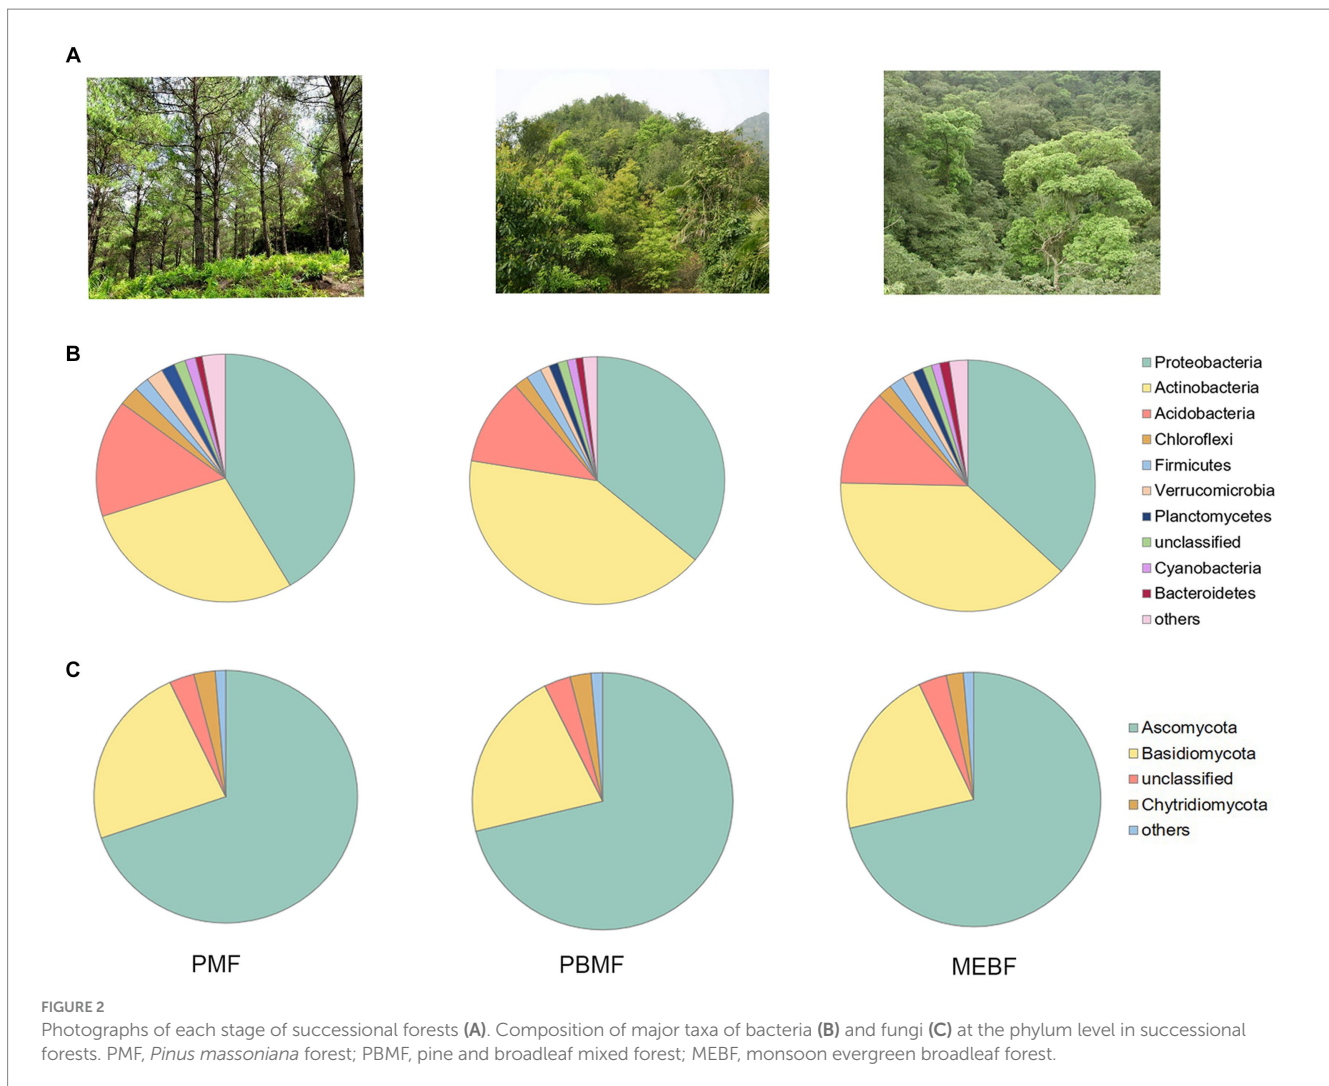 A
B
Proteobacteria
Actinobacteria
Acidobacteria
Chloroflexi
Firmicutes
Verrucomicrobia
Planctomycetes
unclassified
Cyanobacteria
Bacteroidetes
others
C
Ascomycota
Basidiomycota
unclassified
Chytridiomycota
others
PMF
PBMF
MEBF
FIGURE 2
Photographs of each stage of successional forests (A). Composition of major taxa of bacteria (B) and fungi (C) at the phylum level in successional
forests. PMF, Pinus massoniana forest; PBMF, pine and broadleaf mixed forest; MEBF, monsoon evergreen broadleaf forest.